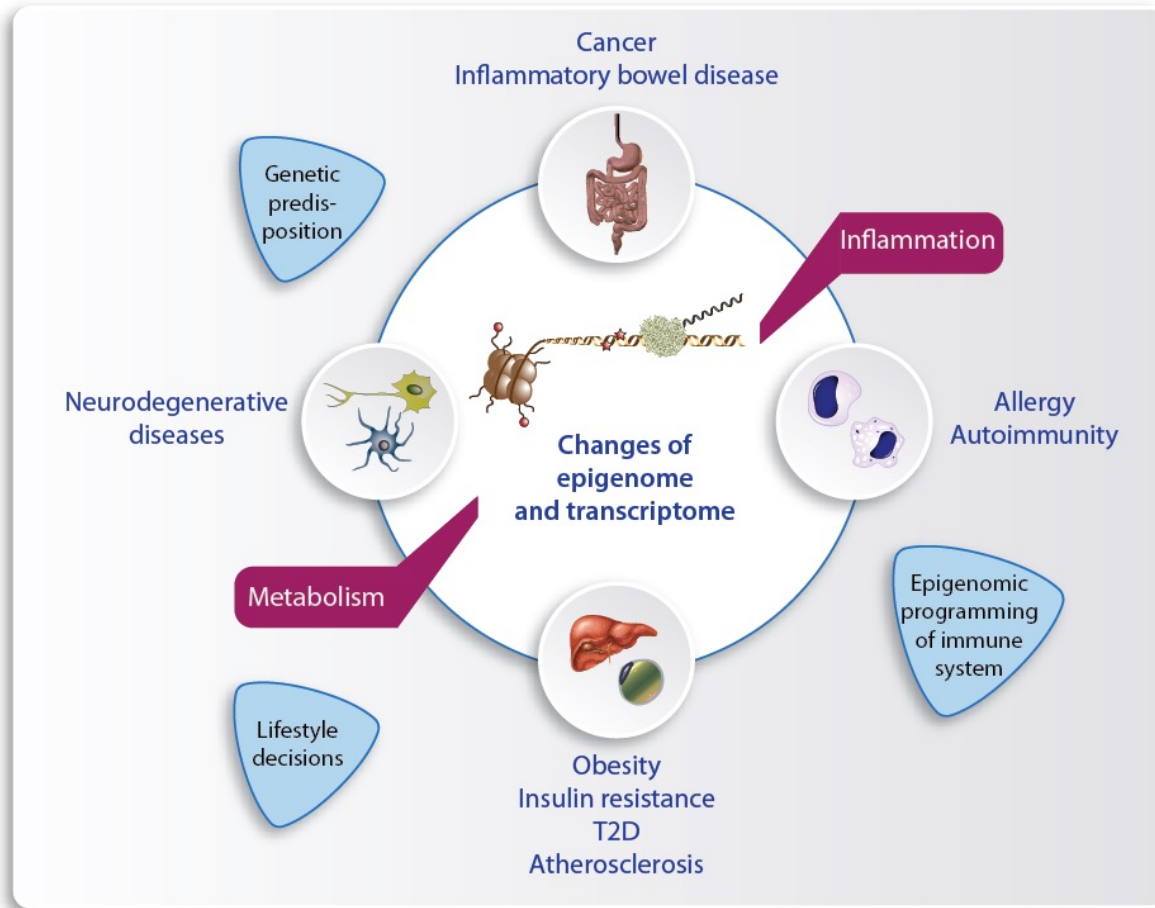 Cancer
Inflammatory bowel disease
Genetic
predis-
position
Inflammation
Neurodegenerative
diseases
Allergy
Autoimmunity
Changes of
epigenome
and transcriptome
Metabolism
Epigenomic
programming
of immune
system
Lifestyle
decisions
Obesity
Insulin resistance
T2D
Atherosclerosis